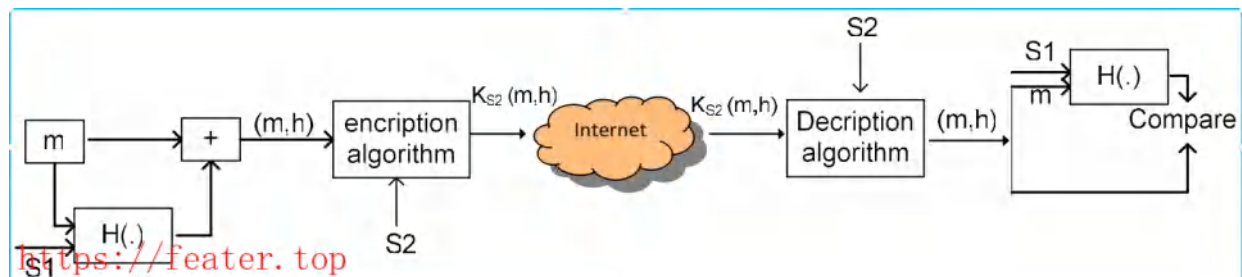 m
S1
H(.)
+
(m,h)
encription
algorithm
S2
K_S2 (m,h)
Internet
K_S2 (m,h)
S2
Decription
algorithm
(m,h)
S1
m
H(.)
Compare
https://feater.top